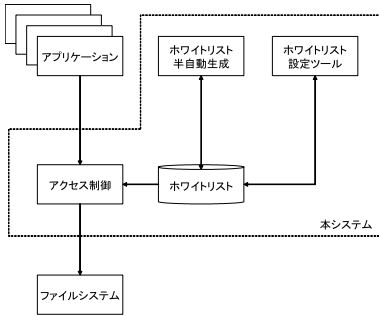 アプリケーション
ホワイトリスト
半自動生成
ホワイトリスト
設定ツール
アクセス制御
ホワイトリスト
本システム
ファイルシステム